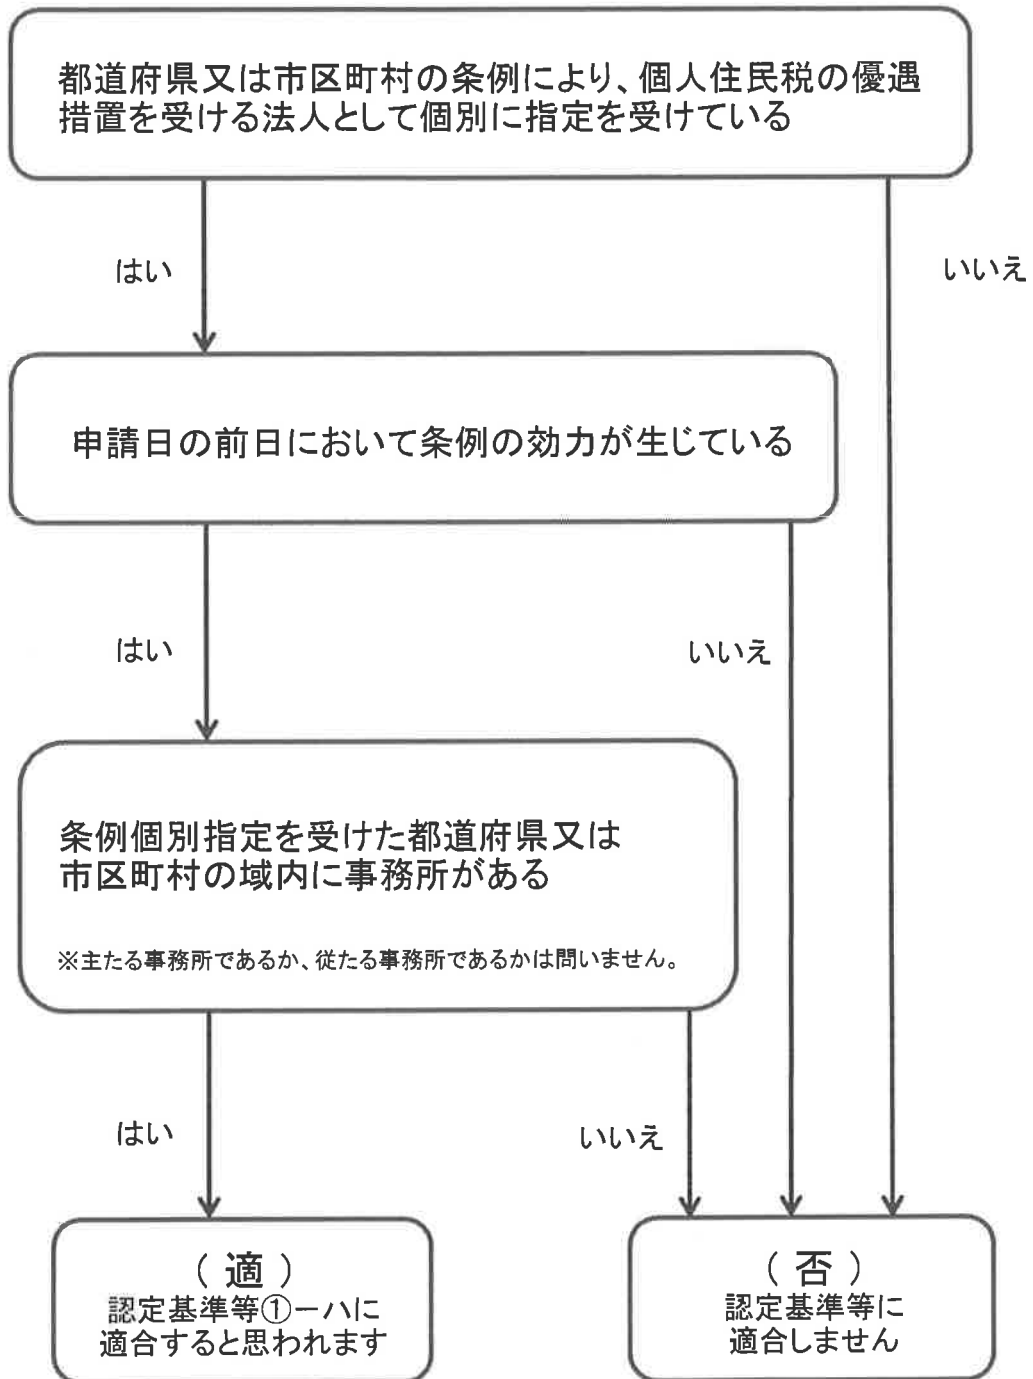 都道府県又は市区町村の条例により、個人住民税の優遇
措置を受ける法人として個別に指定を受けている
はい
いいえ
申請日の前日において条例の効力が生じている
はい
いいえ
条例個別指定を受けた都道府県又は
市区町村の域内に事務所がある
※主たる事務所であるか、従たる事務所であるかは問いません。
はい
いいえ
（ 適 ）
認定基準等①ーハに
適合すると思われます
（ 否 ）
認定基準等に
適合しません